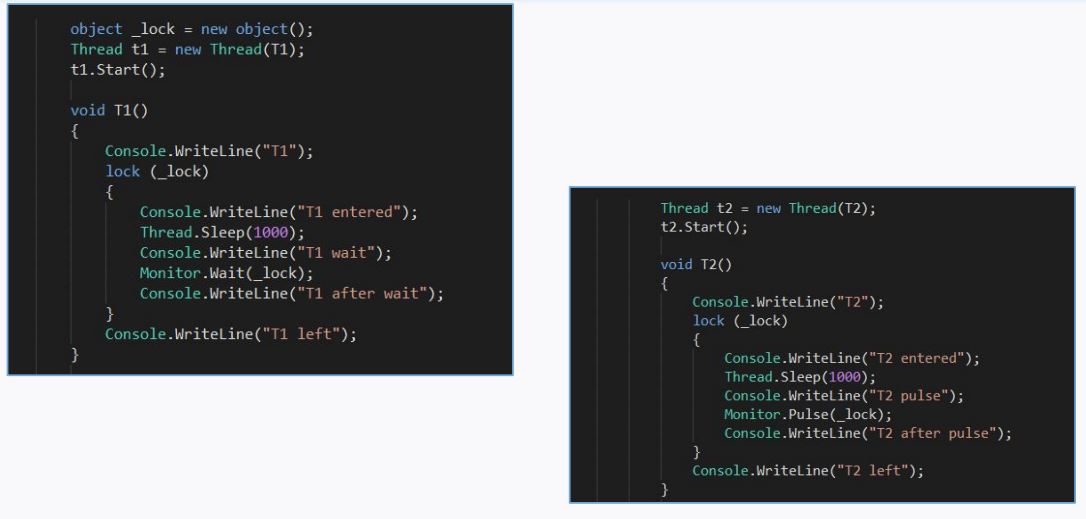 object _lock = new object();
Thread t1 = new Thread(T1);
t1.Start();
void T1()
{
Console.WriteLine("T1");
lock (_lock)
{
Console.WriteLine("T1 entered");
Thread.Sleep(1000);
Console.WriteLine("T1 wait");
Monitor.Wait(_lock);
Console.WriteLine("T1 after wait");
}
Console.WriteLine("T1 left");
}
Thread t2 = new Thread(T2);
t2.Start();
void T2()
{
Console.WriteLine("T2");
lock (_lock)
{
Console.WriteLine("T2 entered");
Thread.Sleep(1000);
Console.WriteLine("T2 pulse");
Monitor.Pulse(_lock);
Console.WriteLine("T2 after pulse");
}
Console.WriteLine("T2 left");
}